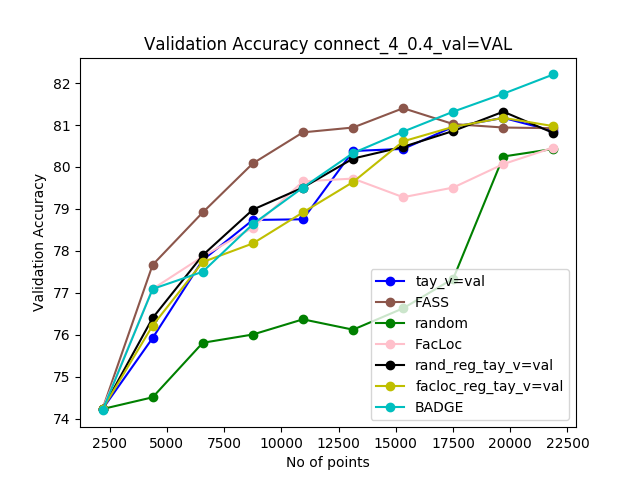 Validation Accuracy connect_4_0.4_val=VAL
Validation Accuracy
82
81
80
79
78
77
76
75
74
2500 5000 7500 10000 12500 15000 17500 20000 22500
No of points
tay_v=val
FASS
random
FacLoc
rand_reg_tay_v=val
facloc_reg_tay_v=val
BADGE